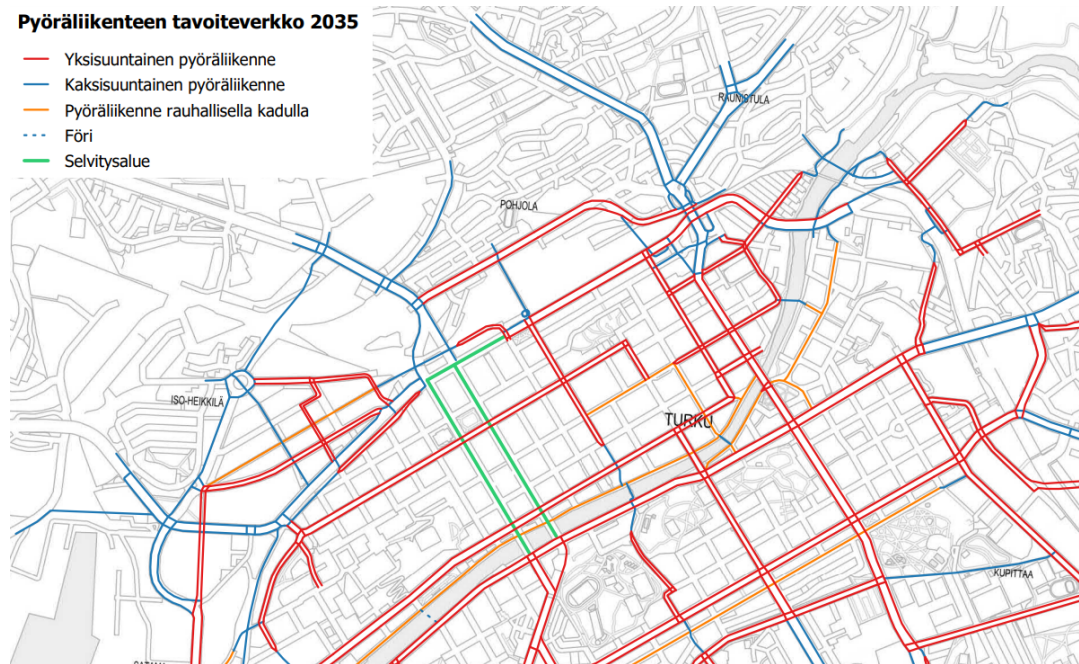 Pyöräliikenteen tavoiteverkko 2035
Yksisuuntainen pyöräliikenne
Kaksisuuntainen pyöräliikenne
Pyöräliikenne rauhallisella kadulla
Föri
Selvitysalue
RAUNISTULA
POHJOLA
ISO-HEIKKILÄ
TURKU
KUPITTAA